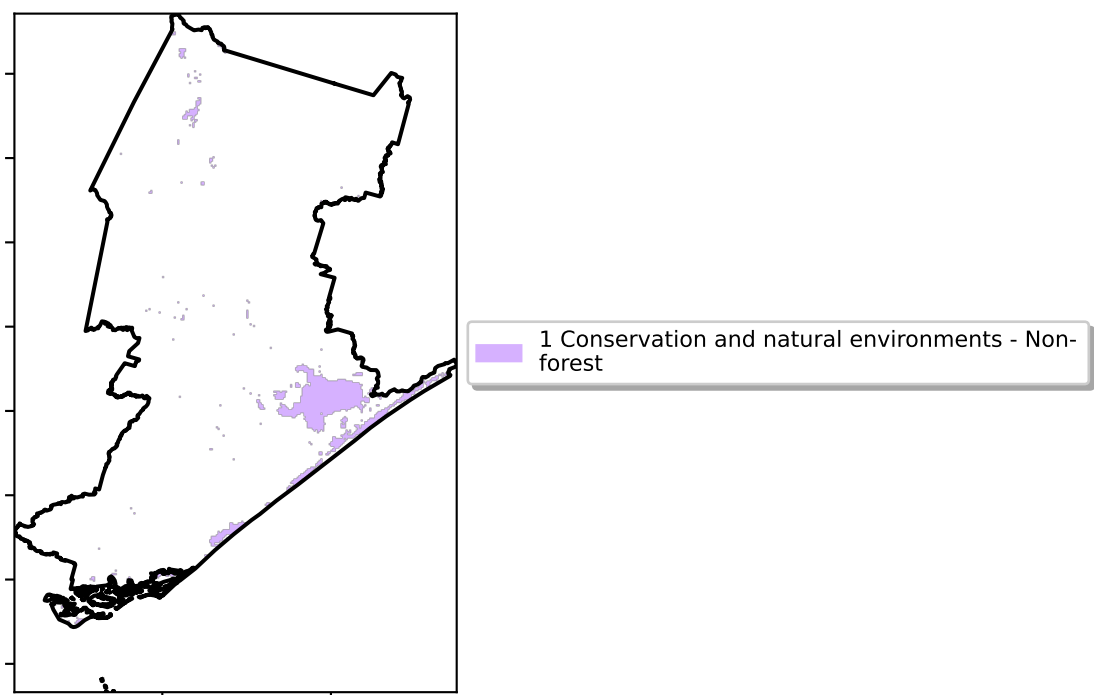 1 Conservation and natural environments - Non-
forest